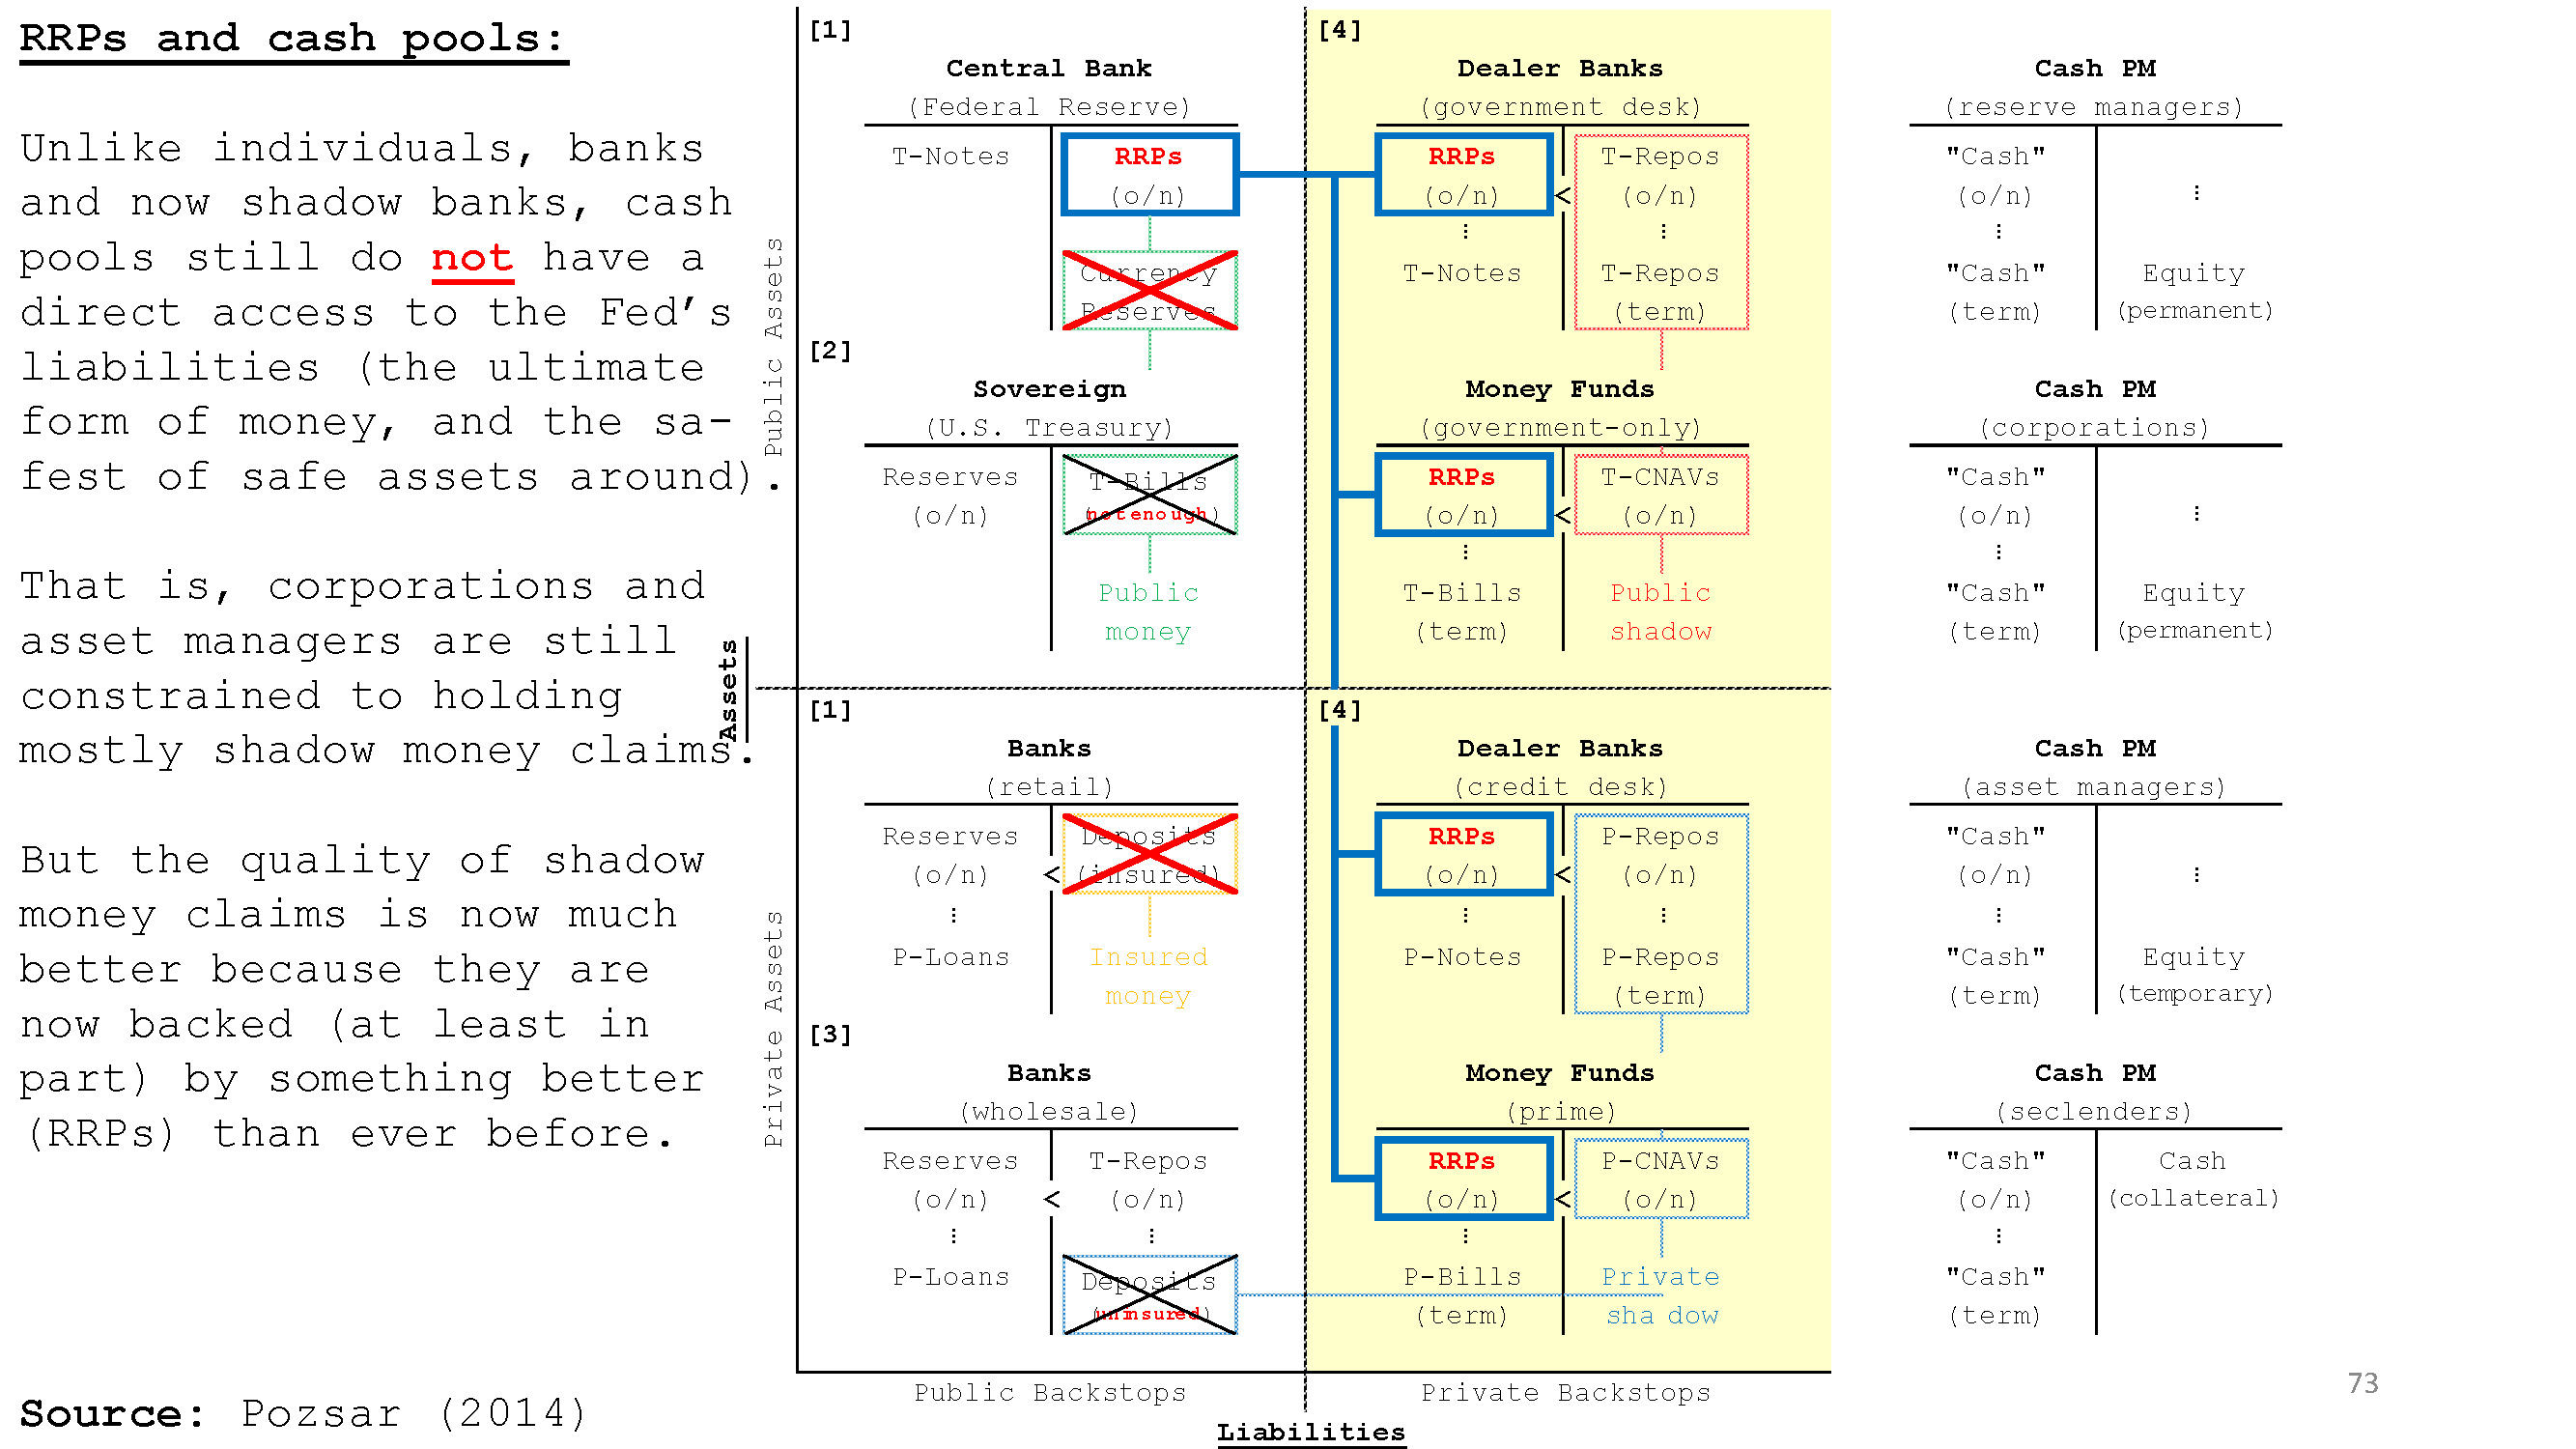 RRPs and cash pools:
Unlike individuals, banks
and now shadow banks, cash
pools still do not have a
direct access to the Fed’s
liabilities (the ultimate
form of money, and the sa-
fest of safe assets around).
That is, corporations and
asset managers are still
constrained to holding
mostly shadow money claims.
But the quality of shadow
money claims is now much
better because they are
now backed (at least in
part) by something better
(RRPs) than ever before.
Source: Pozsar (2014)
Assets
Public Assets
Private Assets
[1]
Central Bank
(Federal Reserve)
T-Notes
RRPs
(o/n)
Currency
Reserves
[2]
Sovereign
(U.S. Treasury)
Reserves
(o/n)
T-Bills
(not enough)
Public
money
[4]
Dealer Banks
(government desk)
RRPs
(o/n)
⋮
T-Notes
<
T-Repos
(o/n)
⋮
T-Repos
(term)
Money Funds
(government-only)
RRPs
(o/n)
⋮
T-Bills
(term)
<
T-CNAVs
(o/n)
Public
shadow
Cash PM
(reserve managers)
"Cash"
(o/n)
⋮
"Cash"
(term)
⋮
Equity
(permanent)
Cash PM
(corporations)
"Cash"
(o/n)
⋮
"Cash"
(term)
⋮
Equity
(permanent)
[1]
Banks
(retail)
Reserves
(o/n)
⋮
P-Loans
<
Deposits
(insured)
Insured
money
[3]
Banks
(wholesale)
Reserves
(o/n)
⋮
P-Loans
<
T-Repos
(o/n)
⋮
Deposits
(uninsured)
[4]
Dealer Banks
(credit desk)
RRPs
(o/n)
⋮
P-Notes
<
P-Repos
(o/n)
⋮
P-Repos
(term)
Money Funds
(prime)
RRPs
(o/n)
⋮
P-Bills
(term)
<
P-CNAVs
(o/n)
Private
sha dow
Cash PM
(asset managers)
"Cash"
(o/n)
⋮
"Cash"
(term)
⋮
Equity
(temporary)
Cash PM
(seclenders)
"Cash"
(o/n)
⋮
"Cash"
(term)
Cash
(collateral)
Public Backstops
Private Backstops
Liabilities
73